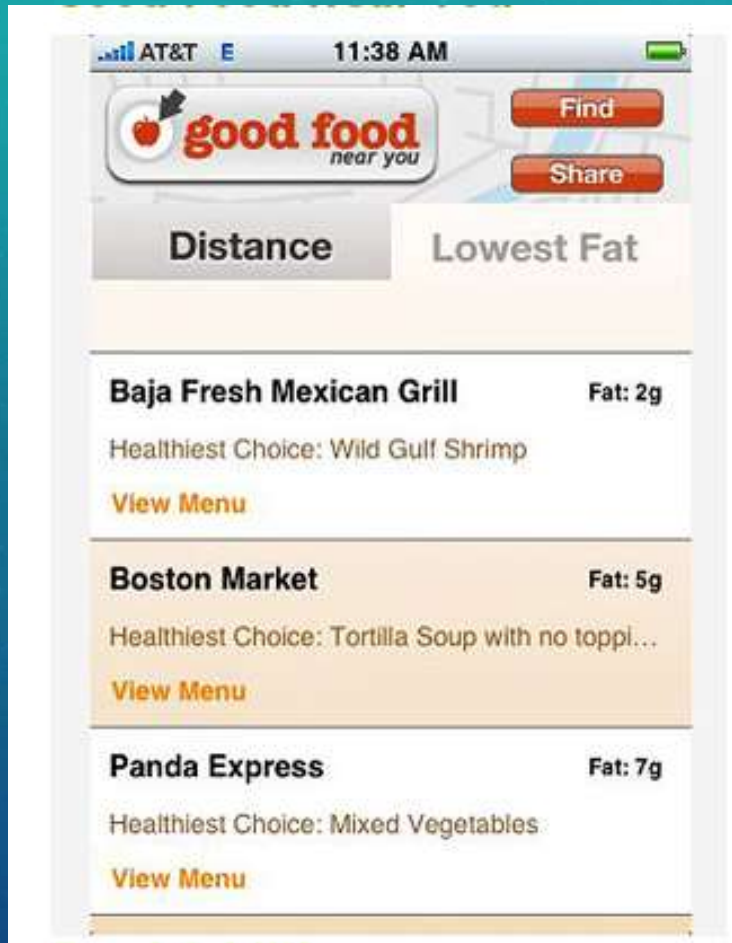 AT&T E 11:38 AM
good food
near you
Find
Share
Distance Lowest Fat
Baja Fresh Mexican Grill Fat: 2g
Healthiest Choice: Wild Gulf Shrimp
View Menu
Boston Market Fat: 5g
Healthiest Choice: Tortilla Soup with no toppi...
View Menu
Panda Express Fat: 7g
Healthiest Choice: Mixed Vegetables
View Menu